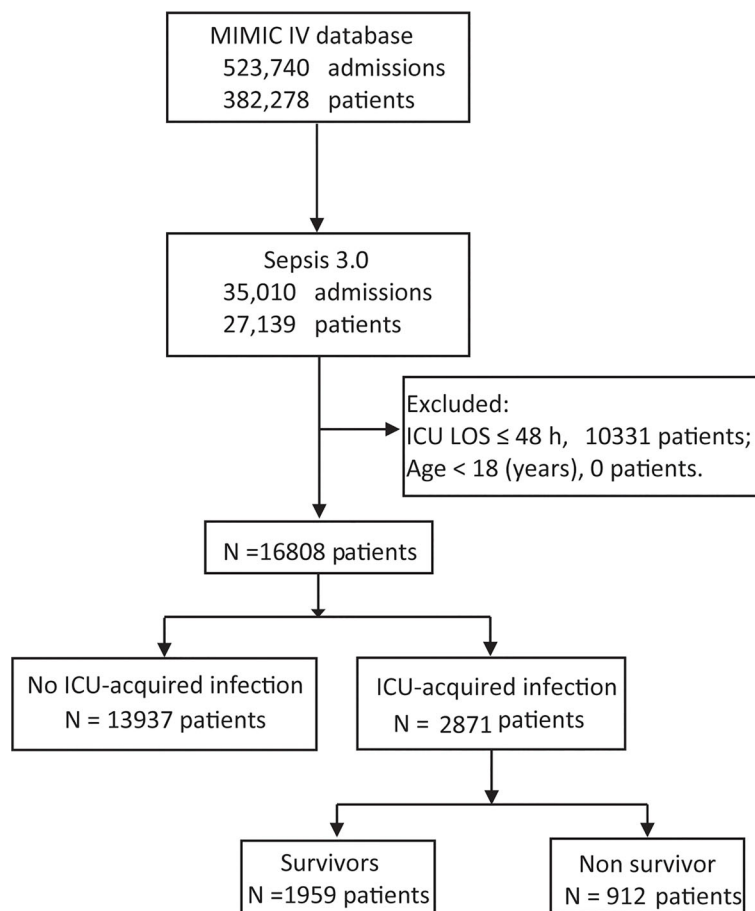 MIMIC IV database
523,740 admissions
382,278 patients
Sepsis 3.0
35,010 admissions
27,139 patients
Excluded:
ICU LOS ≤ 48 h, 10331 patients;
Age < 18 (years), 0 patients.
N =16808 patients
No ICU-acquired infection
N = 13937 patients
ICU-acquired infection
N = 2871 patients
Survivors
N =1959 patients
Non survivor
N = 912 patients